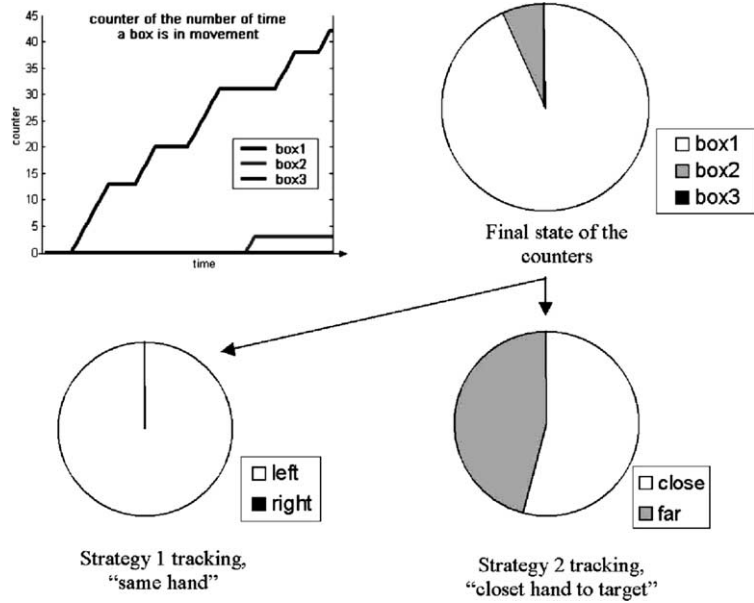 counter of the number of time
a box is in movement
45
40
35
30
25
20
15
10
5
0
counter
time
box1
box2
box3
box1
box2
box3
Final state of the
counters
left
right
Strategy 1 tracking,
“same hand”
close
far
Strategy 2 tracking,
“closet hand to target”